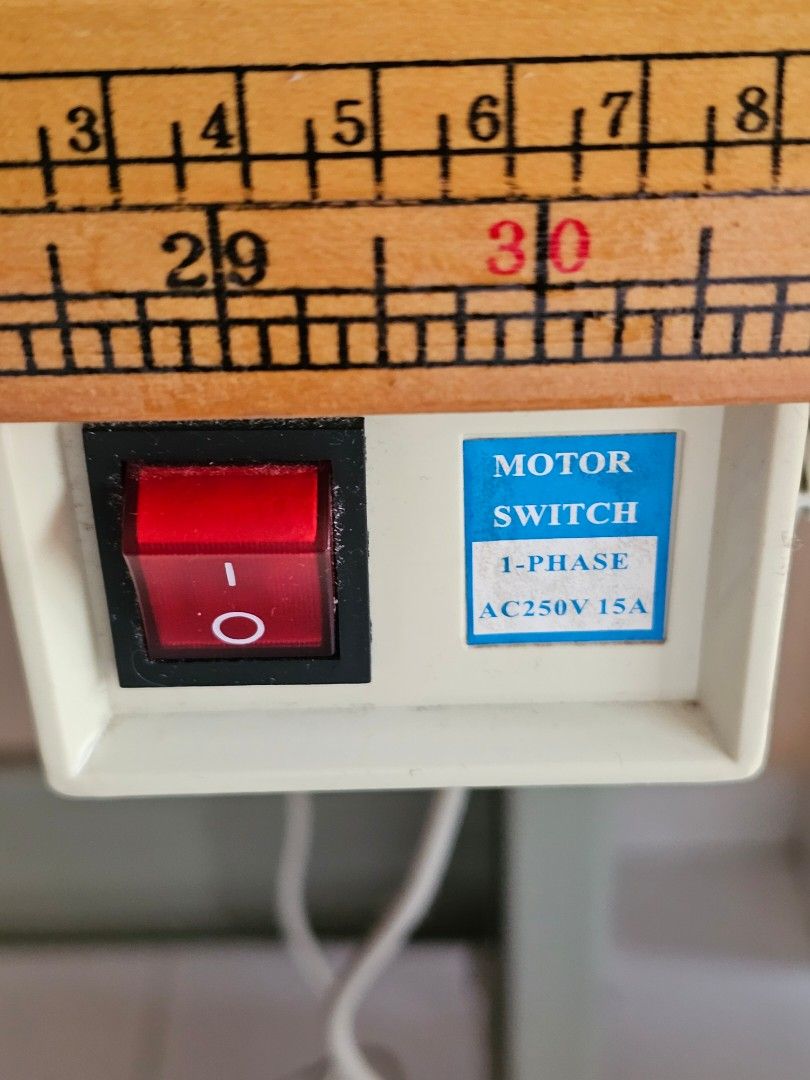 3 4 5 6 7 8
29 30
MOTOR
SWITCH
1-PHASE
AC250V 15A
I
O